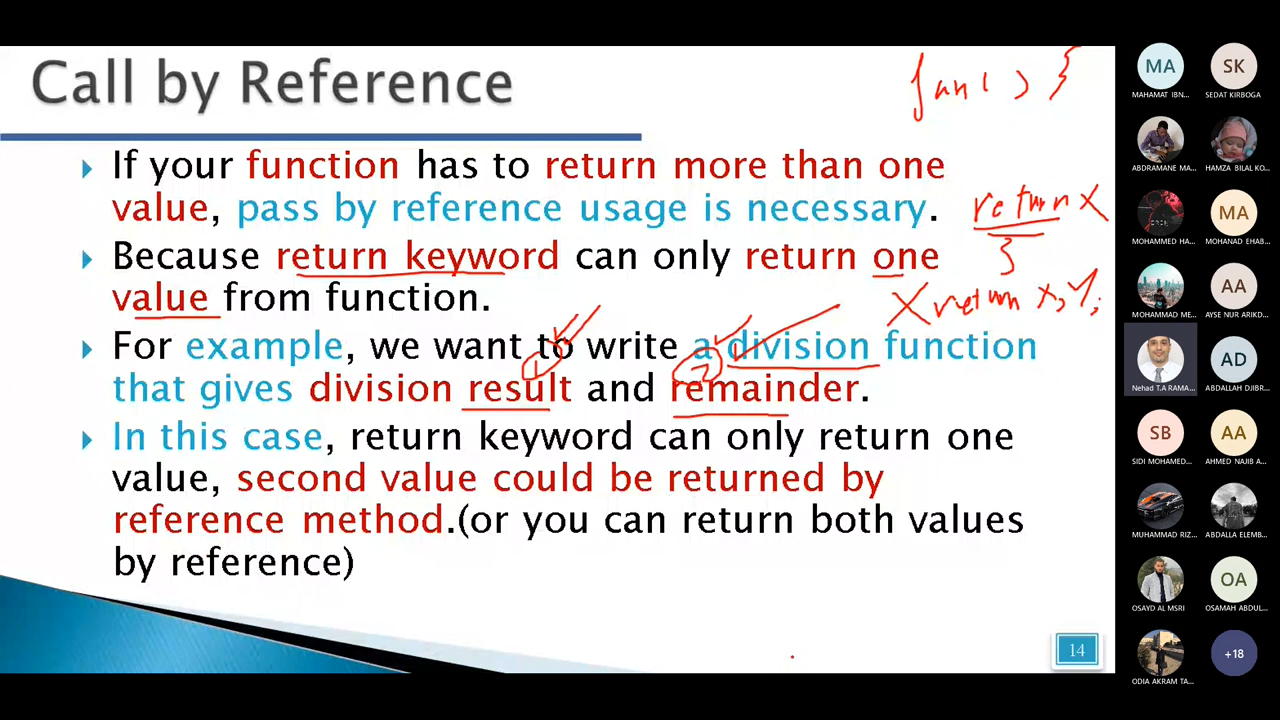 Call by Reference
fun( ) }
If your function has to return more than one
value, pass by reference usage is necessary.
return x
}
Because return keyword can only return one
value from function.
X return x, y;
For example, we want to write a division function
that gives division result and remainder.
1
2
In this case, return keyword can only return one
value, second value could be returned by
reference method.(or you can return both values
by reference)
14
MA
MAHAMAT IBN...
SK
SEDAT KIRBOGA
ABDRAMANE MA...
HAMZA BILAL KO...
MOHAMMED HA...
MA
MOHANAD EHAB...
MOHAMMAD ME...
AA
AYSE NUR ARIKD...
Nehad T.A RAMA...
AD
ABDALLAH DJIBR...
SB
SIDI MOHAMED...
AA
AHMED NAJIB A...
MUHAMMAD RIZ...
ABDALLA ELEMB...
OSAYD AL MSRI
OA
OSAMAH ABDUL...
ODIA AKRAM TA...
+18